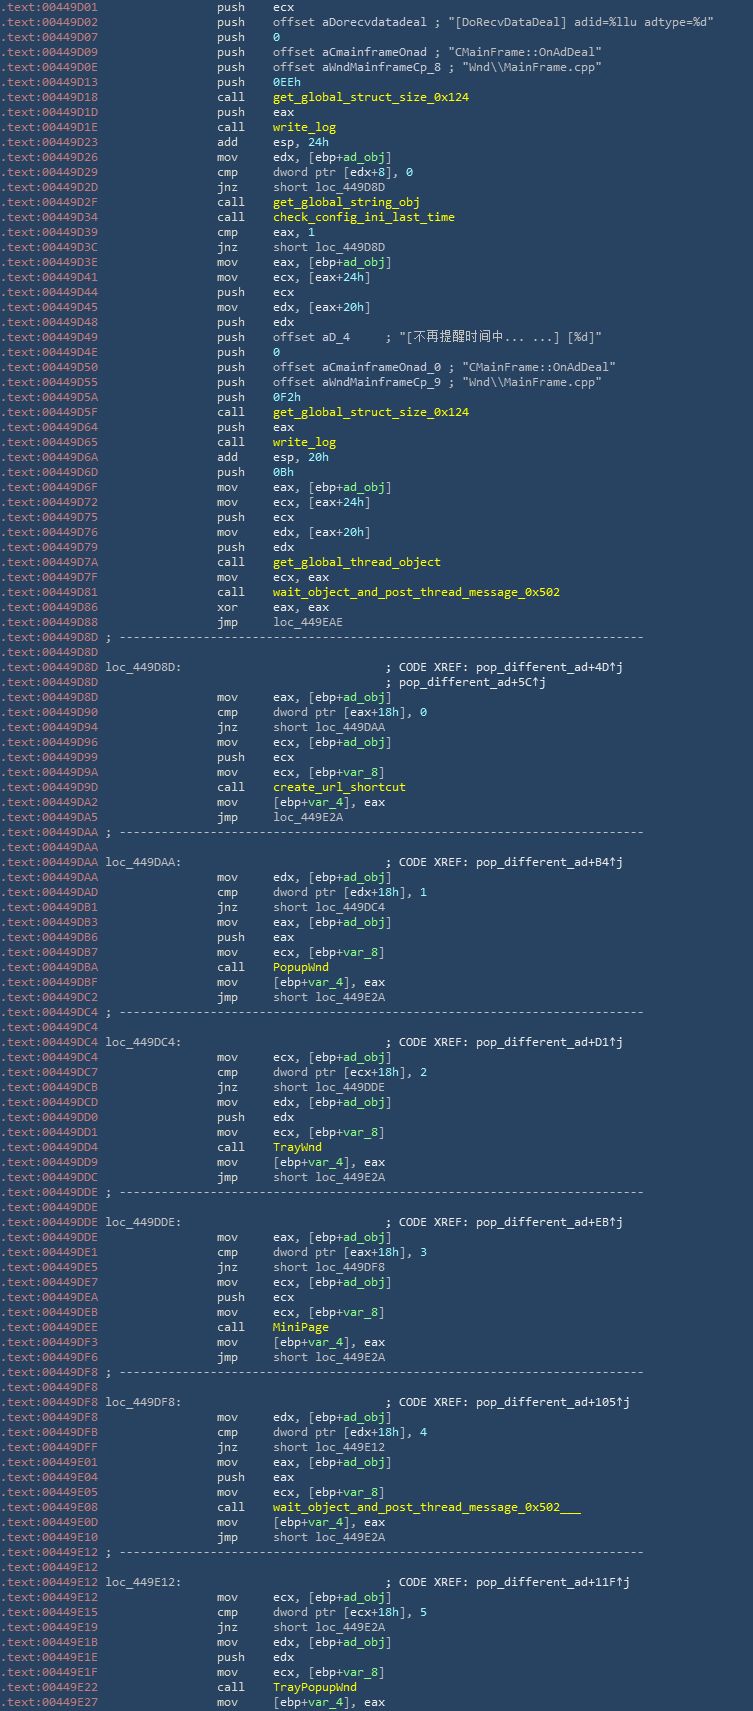 .text:00449D01 push ecx
.text:00449D02 push offset aDorecvdatadeal ; "[DoRecvDataDeal] adid=%llu adtype=%d"
.text:00449D07 push 0
.text:00449D09 push offset aCmainframeOnad ; "CMainFrame::OnAdDeal"
.text:00449D0E push offset aWndMainframeCp_8 ; "Wnd\\MainFrame.cpp"
.text:00449D13 push 0EEh
.text:00449D18 call get_global_struct_size_0x124
.text:00449D1D push eax
.text:00449D1E call write_log
.text:00449D23 add esp, 24h
.text:00449D26 mov edx, [ebp+ad_obj]
.text:00449D29 cmp dword ptr [edx+8], 0
.text:00449D2D jnz short loc_449D8D
.text:00449D2F call get_global_string_obj
.text:00449D34 call check_config_ini_last_time
.text:00449D39 cmp eax, 1
.text:00449D3C jnz short loc_449D8D
.text:00449D3E mov eax, [ebp+ad_obj]
.text:00449D41 mov ecx, [eax+24h]
.text:00449D44 push ecx
.text:00449D45 mov edx, [eax+20h]
.text:00449D48 push edx
.text:00449D49 push offset aD_4 ; "[不再提醒时间中... ...] [%d]"
.text:00449D4E push 0
.text:00449D50 push offset aCmainframeOnad_0 ; "CMainFrame::OnAdDeal"
.text:00449D55 push offset aWndMainframeCp_9 ; "Wnd\\MainFrame.cpp"
.text:00449D5A push 0F2h
.text:00449D5F call get_global_struct_size_0x124
.text:00449D64 push eax
.text:00449D65 call write_log
.text:00449D6A add esp, 20h
.text:00449D6D push 0Bh
.text:00449D6F mov eax, [ebp+ad_obj]
.text:00449D72 mov ecx, [eax+24h]
.text:00449D75 push ecx
.text:00449D76 mov edx, [eax+20h]
.text:00449D79 push edx
.text:00449D7A call get_global_thread_object
.text:00449D7F mov ecx, eax
.text:00449D81 call wait_object_and_post_thread_message_0x502
.text:00449D86 xor eax, eax
.text:00449D88 jmp loc_449EAE
.text:00449D8D ; ---------------------------------------------------------------------------
.text:00449D8D
.text:00449D8D loc_449D8D: ; CODE XREF: pop_different_ad+4D↑j
.text:00449D8D ; pop_different_ad+5C↑j
.text:00449D8D mov eax, [ebp+ad_obj]
.text:00449D90 cmp dword ptr [eax+18h], 0
.text:00449D94 jnz short loc_449DAA
.text:00449D96 mov ecx, [ebp+ad_obj]
.text:00449D99 push ecx
.text:00449D9A mov ecx, [ebp+var_8]
.text:00449D9D call create_url_shortcut
.text:00449DA2 mov [ebp+var_4], eax
.text:00449DA5 jmp loc_449E2A
.text:00449DAA ; ---------------------------------------------------------------------------
.text:00449DAA
.text:00449DAA loc_449DAA: ; CODE XREF: pop_different_ad+B4↑j
.text:00449DAA mov edx, [ebp+ad_obj]
.text:00449DAD cmp dword ptr [edx+18h], 1
.text:00449DB1 jnz short loc_449DC4
.text:00449DB3 mov eax, [ebp+ad_obj]
.text:00449DB6 push eax
.text:00449DB7 mov ecx, [ebp+var_8]
.text:00449DBA call PopupWnd
.text:00449DBF mov [ebp+var_4], eax
.text:00449DC2 jmp short loc_449E2A
.text:00449DC4 ; ---------------------------------------------------------------------------
.text:00449DC4
.text:00449DC4 loc_449DC4: ; CODE XREF: pop_different_ad+D1↑j
.text:00449DC4 mov ecx, [ebp+ad_obj]
.text:00449DC7 cmp dword ptr [ecx+18h], 2
.text:00449DCB jnz short loc_449DDE
.text:00449DCD mov edx, [ebp+ad_obj]
.text:00449DD0 push edx
.text:00449DD1 mov ecx, [ebp+var_8]
.text:00449DD4 call TrayWnd
.text:00449DD9 mov [ebp+var_4], eax
.text:00449DDC jmp short loc_449E2A
.text:00449DDE ; ---------------------------------------------------------------------------
.text:00449DDE
.text:00449DDE loc_449DDE: ; CODE XREF: pop_different_ad+EB↑j
.text:00449DDE mov eax, [ebp+ad_obj]
.text:00449DE1 cmp dword ptr [eax+18h], 3
.text:00449DE5 jnz short loc_449DF8
.text:00449DE7 mov ecx, [ebp+ad_obj]
.text:00449DEA push ecx
.text:00449DEB mov ecx, [ebp+var_8]
.text:00449DEE call MiniPage
.text:00449DF3 mov [ebp+var_4], eax
.text:00449DF6 jmp short loc_449E2A
.text:00449DF8 ; ---------------------------------------------------------------------------
.text:00449DF8
.text:00449DF8 loc_449DF8: ; CODE XREF: pop_different_ad+105↑j
.text:00449DF8 mov edx, [ebp+ad_obj]
.text:00449DFB cmp dword ptr [edx+18h], 4
.text:00449DFF jnz short loc_449E12
.text:00449E01 mov eax, [ebp+ad_obj]
.text:00449E04 push eax
.text:00449E05 mov ecx, [ebp+var_8]
.text:00449E08 call wait_object_and_post_thread_message_0x502___
.text:00449E0D mov [ebp+var_4], eax
.text:00449E10 jmp short loc_449E2A
.text:00449E12 ; ---------------------------------------------------------------------------
.text:00449E12
.text:00449E12 loc_449E12: ; CODE XREF: pop_different_ad+11F↑j
.text:00449E12 mov ecx, [ebp+ad_obj]
.text:00449E15 cmp dword ptr [ecx+18h], 5
.text:00449E19 jnz short loc_449E2A
.text:00449E1B mov edx, [ebp+ad_obj]
.text:00449E1E push edx
.text:00449E1F mov ecx, [ebp+var_8]
.text:00449E22 call TrayPopupWnd
.text:00449E27 mov [ebp+var_4], eax